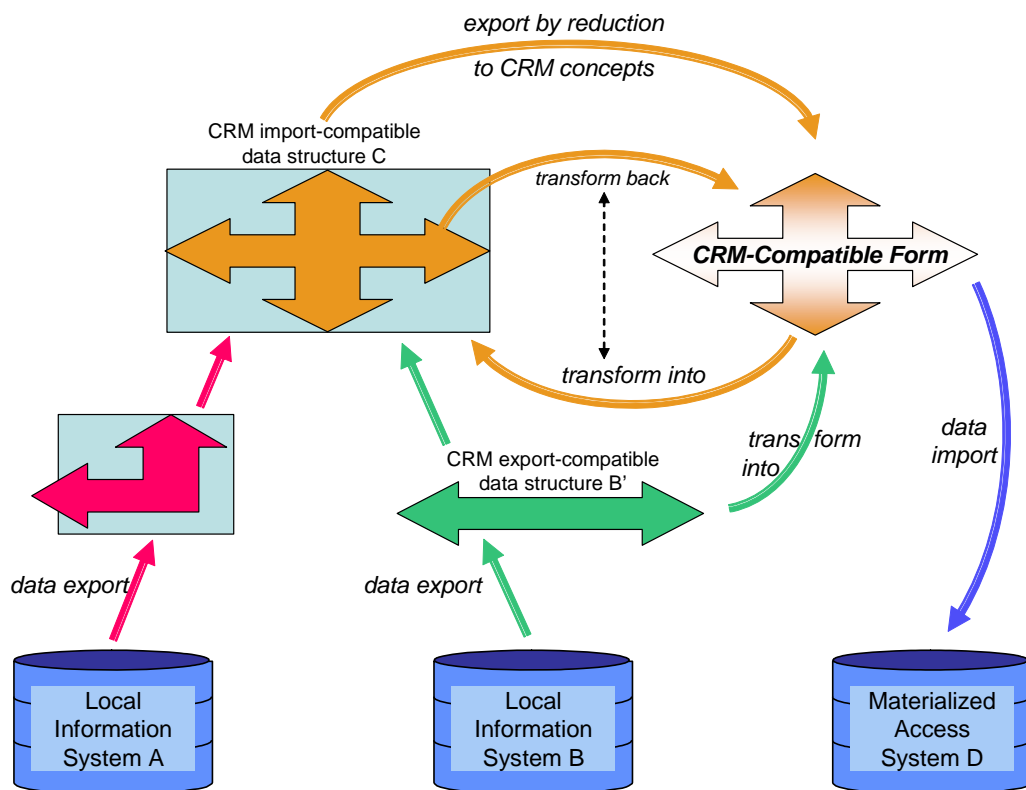 export by reduction
to CRM concepts
CRM import-compatible
data structure C
transform back
CRM-Compatible Form
transform into
transform
into
data
import
CRM export-compatible
data structure B’
data export
data export
Local
Information
System A
Local
Information
System B
Materialized
Access
System D